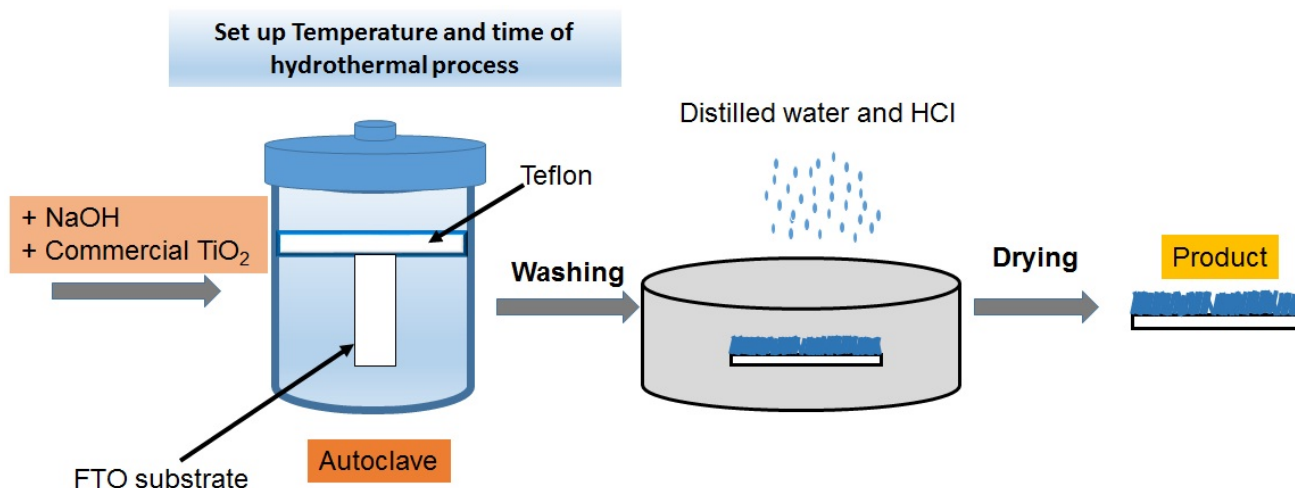 Set up Temperature and time of
hydrothermal process
Distilled water and HCl
Teflon
+ NaOH
+ Commercial TiO₂
Washing
Drying
Product
FTO substrate
Autoclave